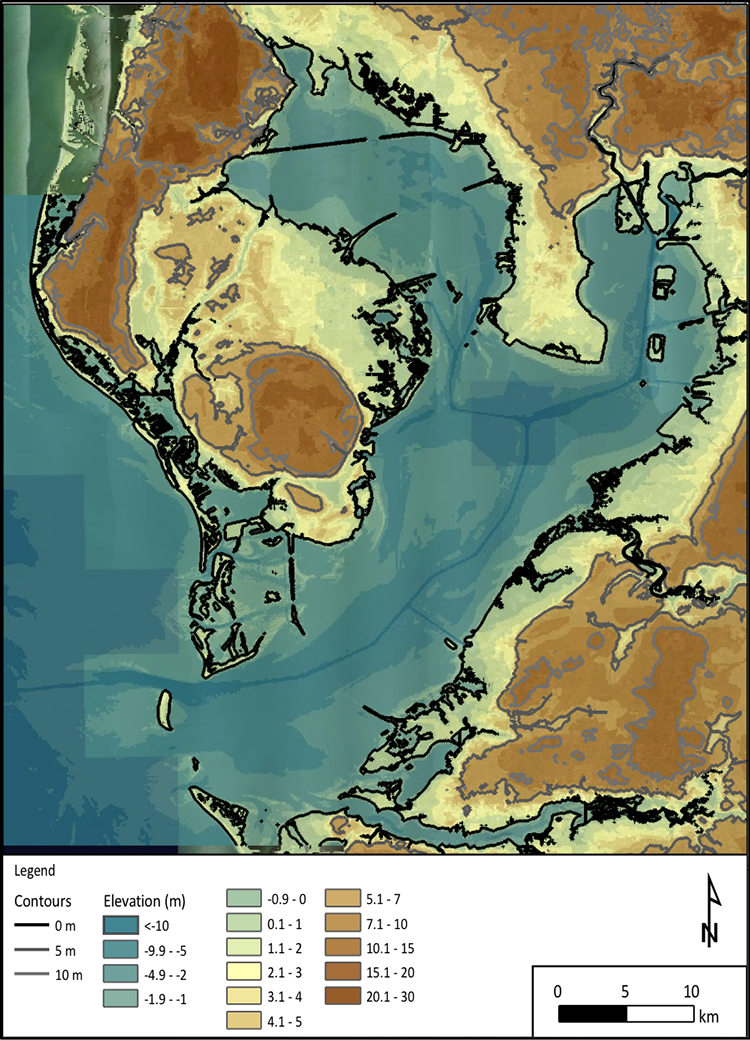 Legend
Contours
0 m
5 m
10 m
Elevation (m)
<-10
-9.9 - -5
-4.9 - -2
-1.9 - -1
-0.9 - 0
0.1 - 1
1.1 - 2
2.1 - 3
3.1 - 4
4.1 - 5
5.1 - 7
7.1 - 10
10.1 - 15
15.1 - 20
20.1 - 30
N
0 5 10
km